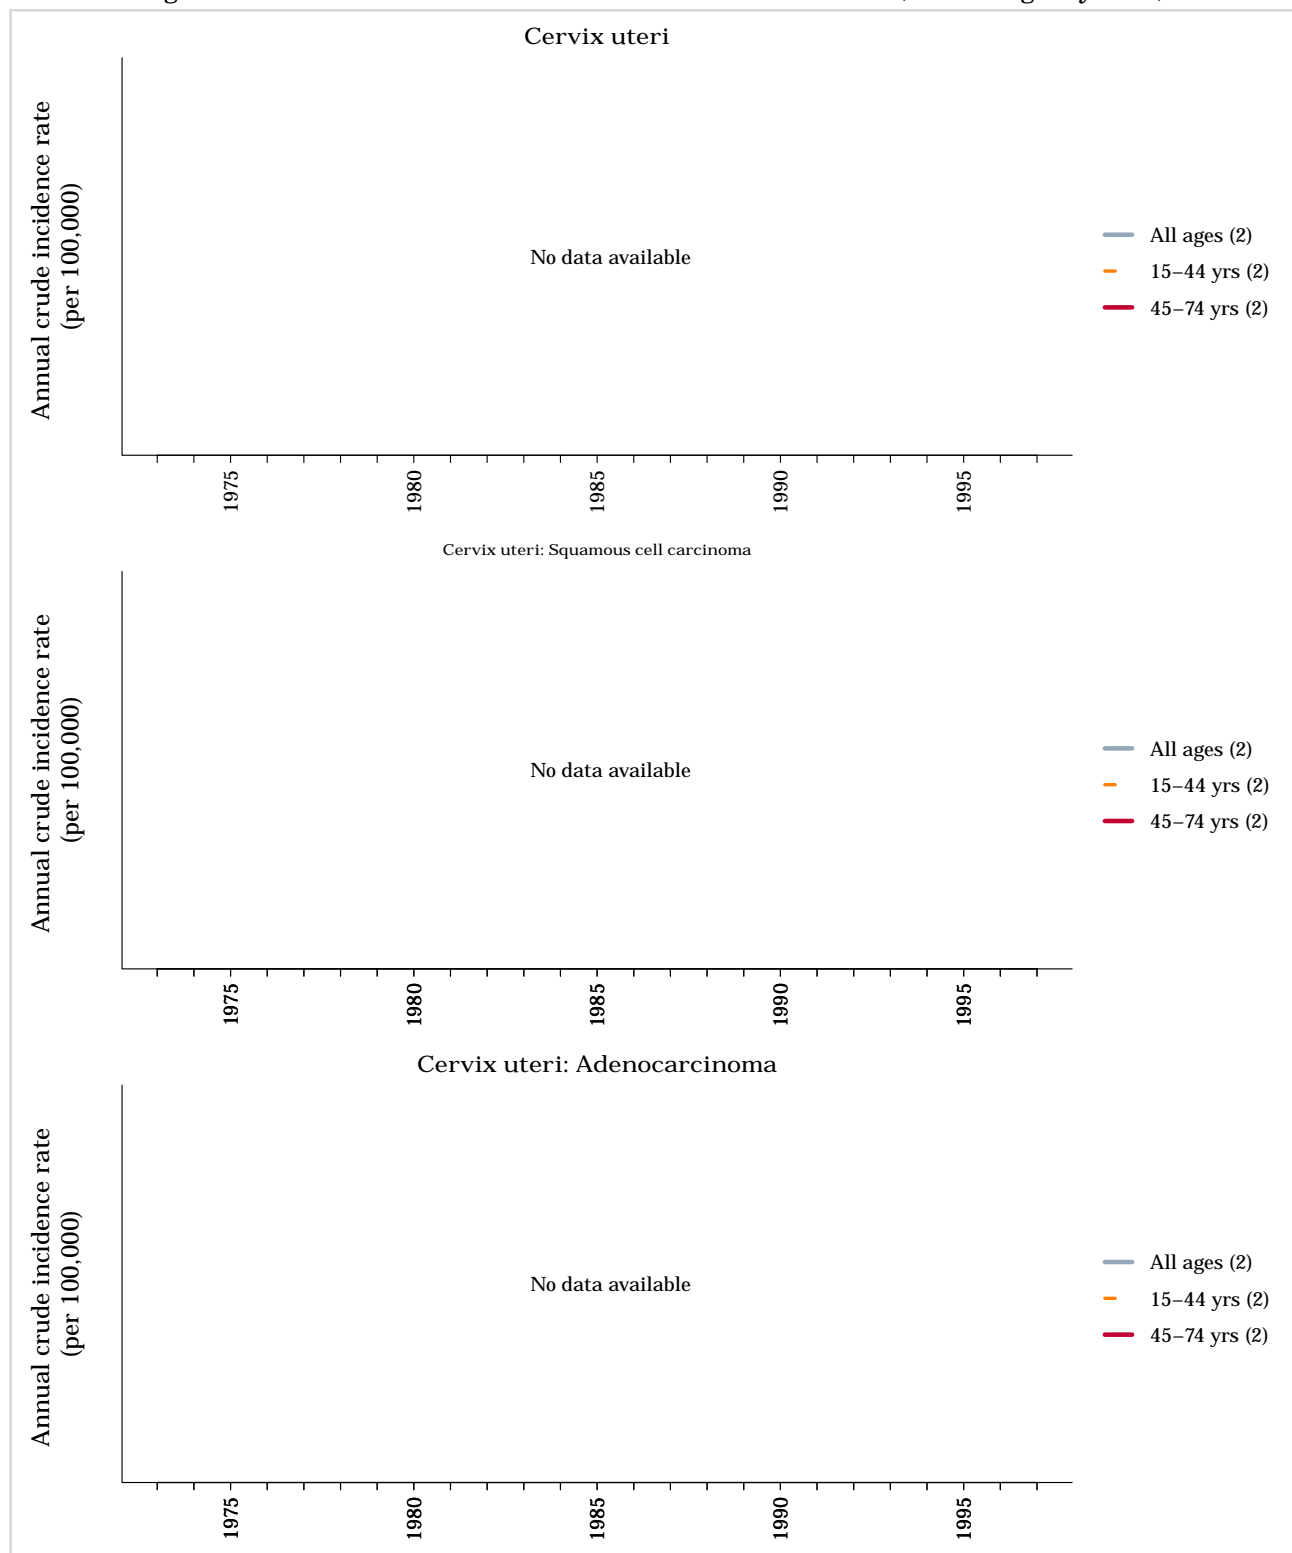 Cervix uteri
Annual crude incidence rate
(per 100,000)
No data available
All ages (2)
15–44 yrs (2)
45–74 yrs (2)
1975
1980
1985
1990
1995
Cervix uteri: Squamous cell carcinoma
Annual crude incidence rate
(per 100,000)
No data available
All ages (2)
15–44 yrs (2)
45–74 yrs (2)
1975
1980
1985
1990
1995
Cervix uteri: Adenocarcinoma
Annual crude incidence rate
(per 100,000)
No data available
All ages (2)
15–44 yrs (2)
45–74 yrs (2)
1975
1980
1985
1990
1995